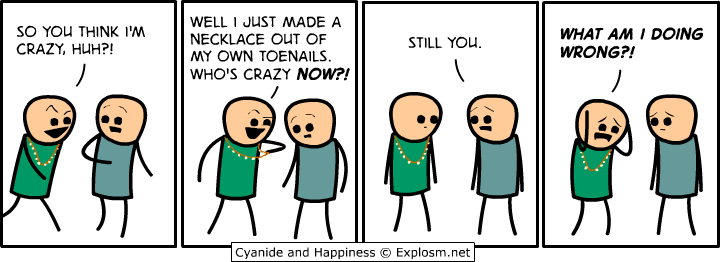 SO YOU THINK I'M
CRAZY, HUH?!
WELL I JUST MADE A
NECKLACE OUT OF
MY OWN TOENAILS.
WHO'S CRAZY NOW?!
STILL YOU.
WHAT AM I DOING
WRONG?!
Cyanide and Happiness © Explosm.net